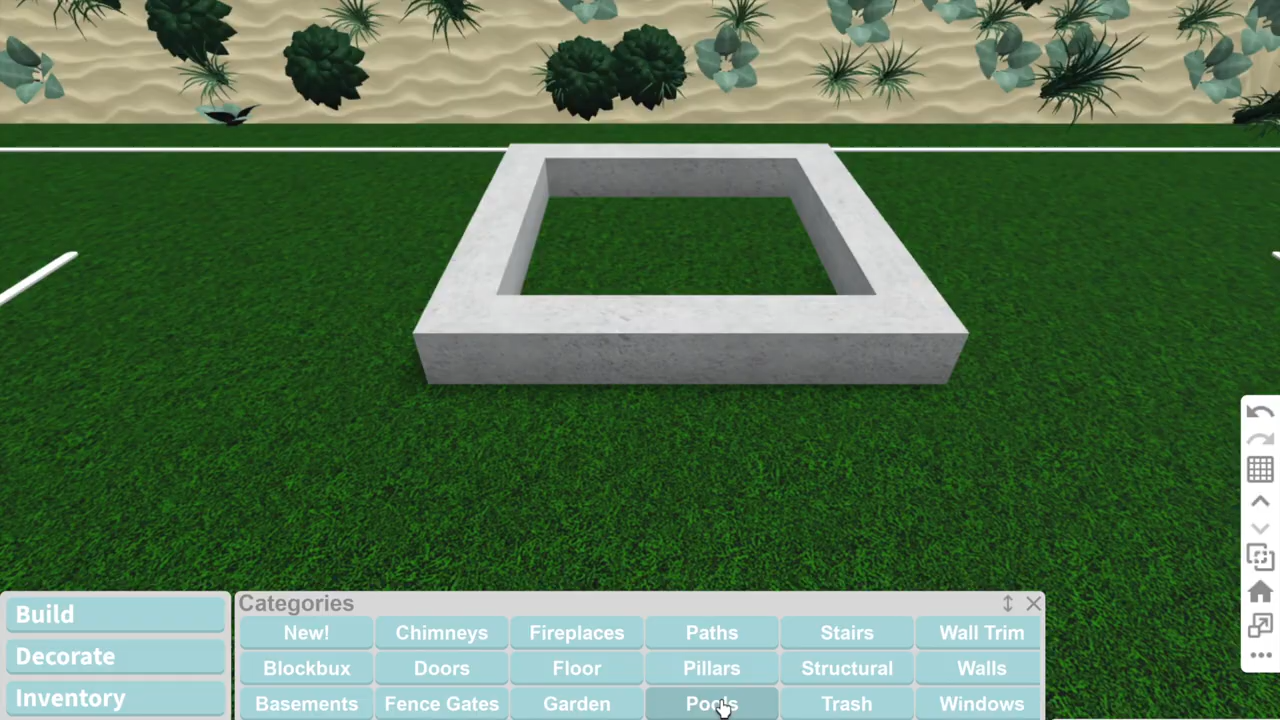 Categories
New! Chimneys Fireplaces Paths Stairs Wall Trim
Blockbux Doors Floor Pillars Structural Walls
Basements Fence Gates Garden Pools Trash Windows
Build
Decorate
Inventory